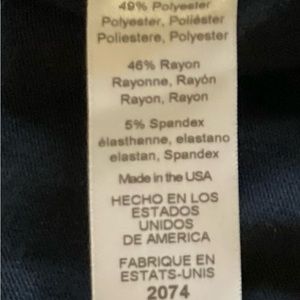 49% Polyester
Polyester, Poliéster
Poliestere, Polyester
46% Rayon
Rayonne, Rayón
Rayon, Rayon
5% Spandex
élasthanne, elastano
elastan, Spandex
Made in the USA
HECHO EN LOS
ESTADOS
UNIDOS
DE AMERICA
FABRIQUE EN
ESTATS-UNIS
2074